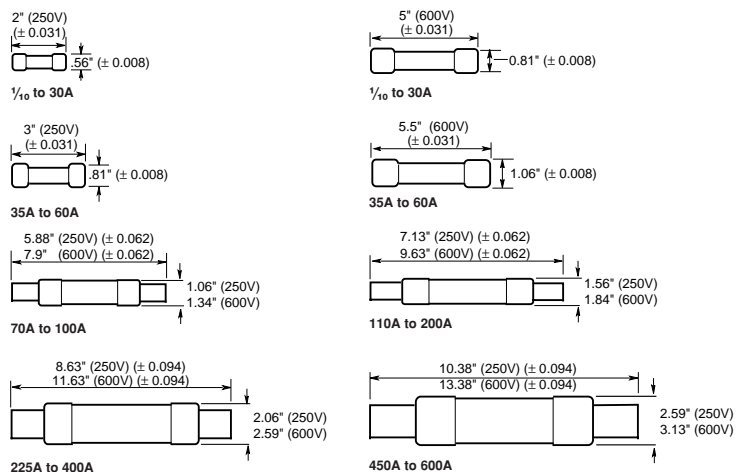 2" (250V)
(± 0.031)
.56" (± 0.008)
1/10 to 30A
5" (600V)
(± 0.031)
0.81" (± 0.008)
1/10 to 30A
3" (250V)
(± 0.031)
.81" (± 0.008)
35A to 60A
5.5" (600V)
(± 0.031)
1.06" (± 0.008)
35A to 60A
5.88" (250V) (± 0.062)
7.9" (600V) (± 0.062)
1.06" (250V)
1.34" (600V)
70A to 100A
7.13" (250V) (± 0.062)
9.63" (600V) (± 0.062)
1.56" (250V)
1.84" (600V)
110A to 200A
8.63" (250V) (± 0.094)
11.63" (600V) (± 0.094)
2.06" (250V)
2.59" (600V)
225A to 400A
10.38" (250V) (± 0.094)
13.38" (600V) (± 0.094)
2.59" (250V)
3.13" (600V)
450A to 600A